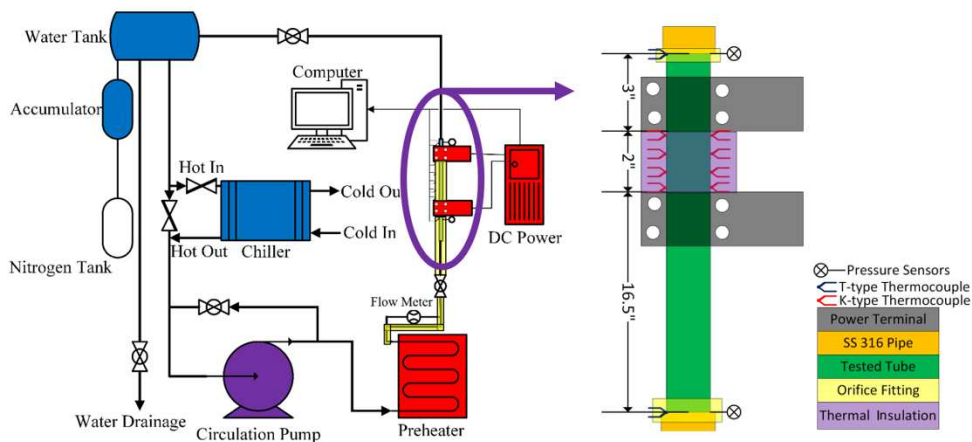 Water Tank
Computer
Accumulator
Hot In
Cold Ou
Cold In
DC Power
Nitrogen Tank
Hot Out
Chiller
Flow Meter
Water Drainage
Circulation Pump
Preheater
3"
2"
16.5"
Pressure Sensors
T-type Thermocouple
K-type Thermocouple
Power Terminal
SS 316 Pipe
Tested Tube
Orifice Fitting
Thermal Insulation